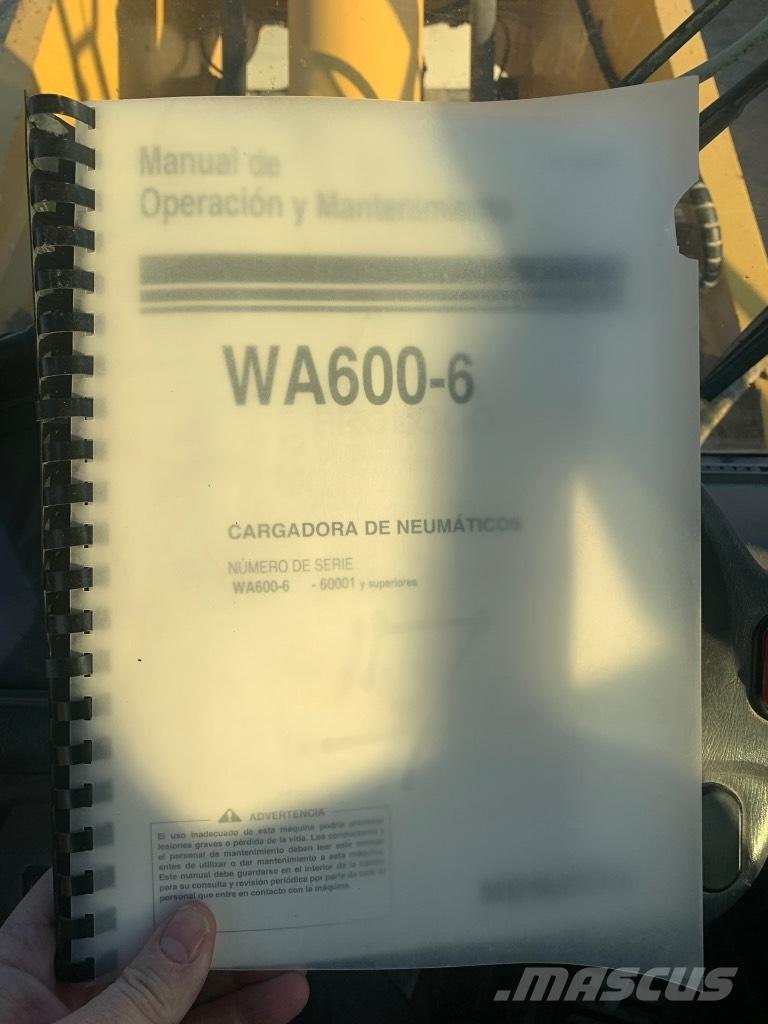 Manual de
Operación y Mantenimiento
WA600-6
CARGADORA DE NEUMÁTICOS
NÚMERO DE SERIE
WA600-6 - 60001 y superiores
ADVERTENCIA
El uso inadecuado de esta máquina podría provocar
lesiones graves o pérdida de la vida. Los conductores y
el personal de mantenimiento deben leer este manual
antes de utilizar o dar mantenimiento a esta máquina.
Este manual debe guardarse en el interior de la cabina
para su consulta y revisión periódica por parte de todo el
personal que entre en contacto con la máquina.
MASCUS